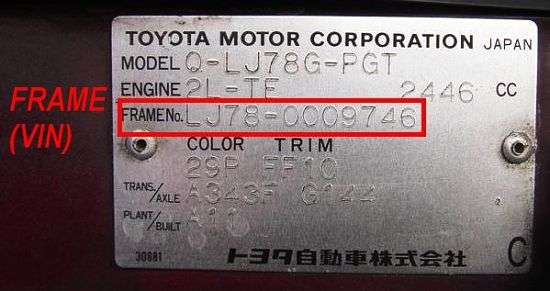 TOYOTA MOTOR CORPORATION JAPAN
MODEL Q-LJ78G-PGT
ENGINE 2L-TE 2446 CC
FRAME (VIN)
FRAME No. LJ78-0009746
COLOR TRIM
29P FF10
TRANS./AXLE A343F G144
PLANT/BUILT A11
トヨタ自動車株式会社
30881
C